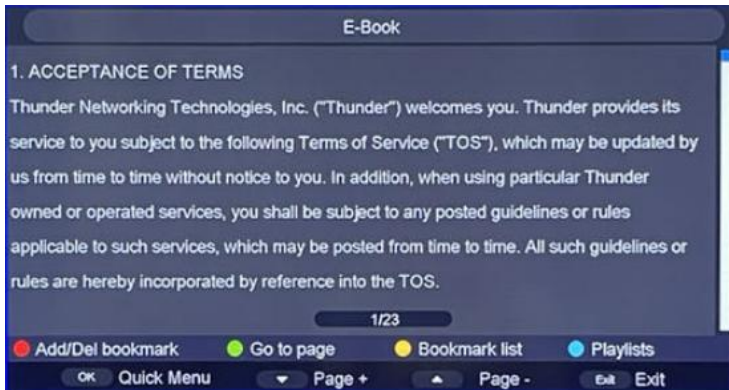 E-Book
1. ACCEPTANCE OF TERMS
Thunder Networking Technologies, Inc. ("Thunder") welcomes you. Thunder provides its
service to you subject to the following Terms of Service ("TOS"), which may be updated by
us from time to time without notice to you. In addition, when using particular Thunder
owned or operated services, you shall be subject to any posted guidelines or rules
applicable to such services, which may be posted from time to time. All such guidelines or
rules are hereby incorporated by reference into the TOS.
1/23
Add/Del bookmark Go to page Bookmark list Playlists
OK Quick Menu Page + Page - Exit Exit